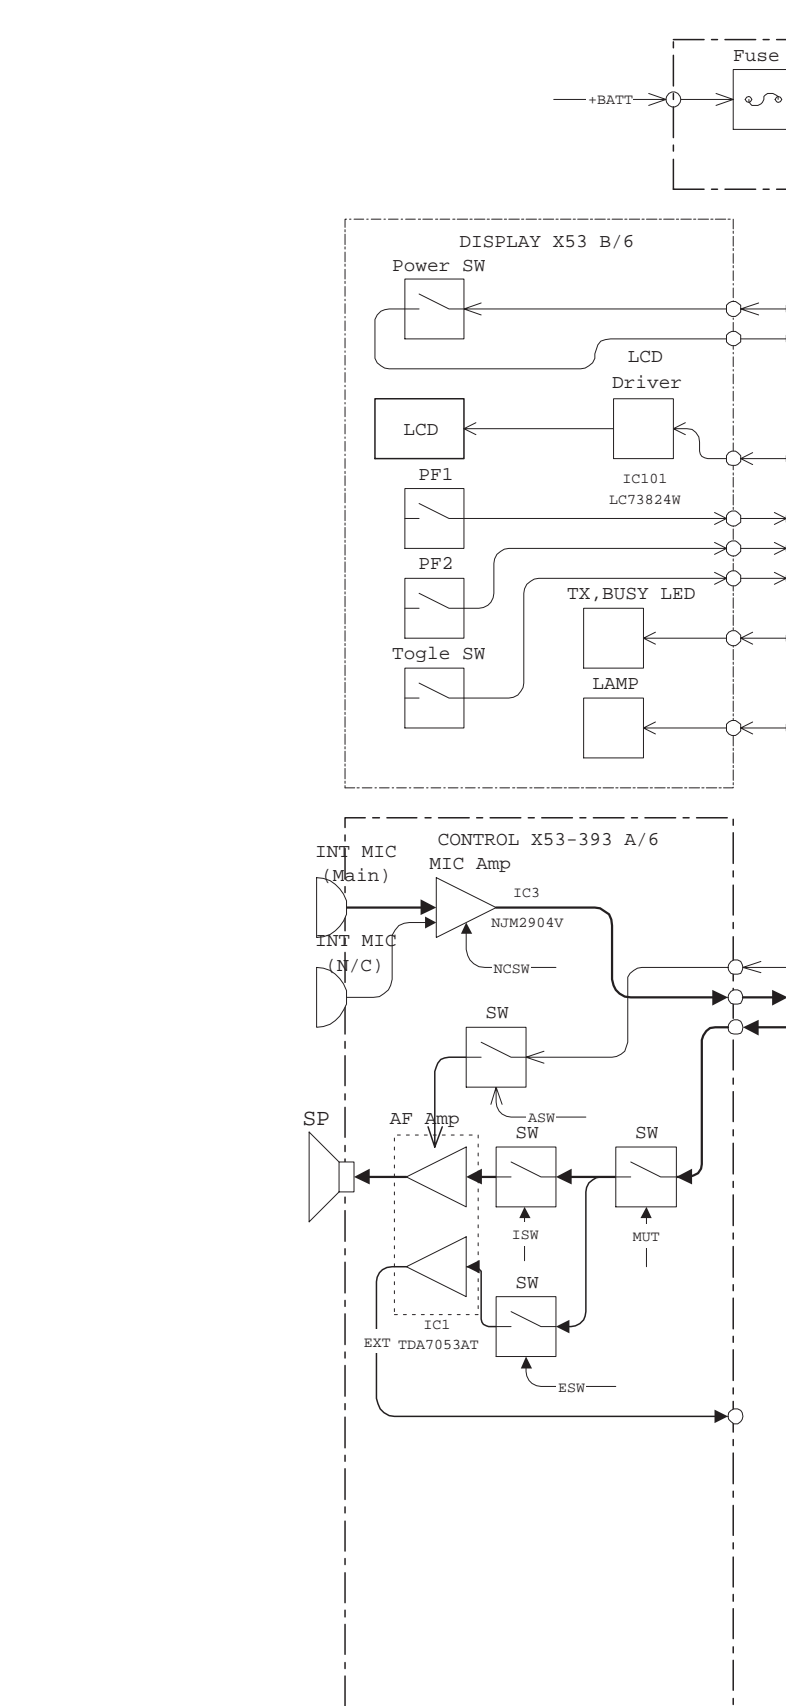 Fuse
+BATT
DISPLAY X53 B/6
Power SW
LCD
Driver
LCD
PF1
IC101
LC73824W
PF2
TX,BUSY LED
Togle SW
LAMP
CONTROL X53-393 A/6
INT MIC
(Main)
MIC Amp
IC3
NJM2904V
INT MIC
(N/C)
NCSW
SW
SP
AF Amp
ASW
SW
SW
ISW
MUT
SW
IC1
EXT
TDA7053AT
ESW